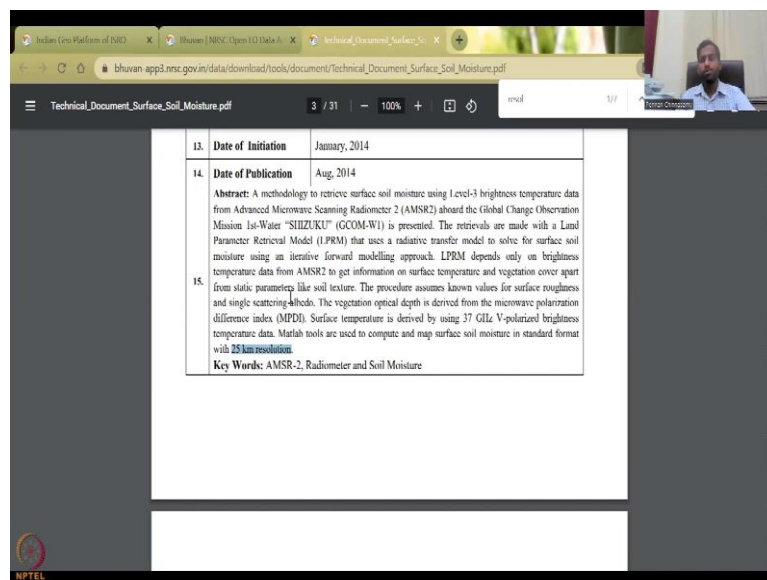 Indian Geo Platform of ISRO
Bhuvan | NRSC Open EO Data A
Technical_Document_Surface_So
bhuvan-app3.nrsc.gov.in/data/download/tools/document/Technical_Document_Surface_Soil_Moisture.pdf
Technical_Document_Surface_Soil_Moisture.pdf
3 / 31
100%
resol
1/7
13. Date of Initiation January, 2014
14. Date of Publication Aug, 2014
Abstract: A methodology to retrieve surface soil moisture using Level-3 brightness temperature data
from Advanced Microwave Scanning Radiometer 2 (AMSR2) aboard the Global Change Observation
Mission 1st-Water “SHIZUKU” (GCOM-W1) is presented. The retrievals are made with a Land
Parameter Retrieval Model (LPRM) that uses a radiative transfer model to solve for surface soil
moisture using an iterative forward modelling approach. LPRM depends only on brightness
temperature data from AMSR2 to get information on surface temperature and vegetation cover apart
15. from static parameters like soil texture. The procedure assumes known values for surface roughness
and single scattering albedo. The vegetation optical depth is derived from the microwave polarization
difference index (MPDI). Surface temperature is derived by using 37 GHz V-polarized brightness
temperature data. Matlab tools are used to compute and map surface soil moisture in standard format
with 25 km resolution.
Key Words: AMSR-2, Radiometer and Soil Moisture
NPTEL